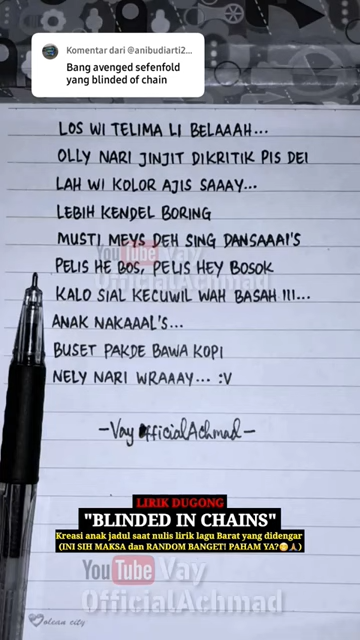 Komentar dari @anibudiarti2...
Bang avenged sefenfold
yang blinded of chain
LOS WI TELIMA LI BELAAAH...
OLLY NARI JINJIT DIKRITIK PIS DEI
LAH WI KOLOR AJIS SAAAY...
LEBIH KENDEL BORING
MUSTI MEYS DEH SING DANSAAAI'S
PELIS HE BOS, PELIS HEY BOSOK
KALO SIAL KECUWIL WAH BASAH III...
ANAK NAKAAAL'S...
BUSET PAKDE BAWA KOPI
NELY NARI WRAAAY... :V
-Vay OfficialAchmad-
YouTube Vay
OfficialAchmad
LIRIK DUGONG
"BLINDED IN CHAINS"
Kreasi anak jadul saat nulis lirik lagu Barat yang didengar
(INI SIH MAKSA dan RANDOM BANGET! PAHAM YA?😁🙏)
YouTube Vay
OfficialAchmad
olean city